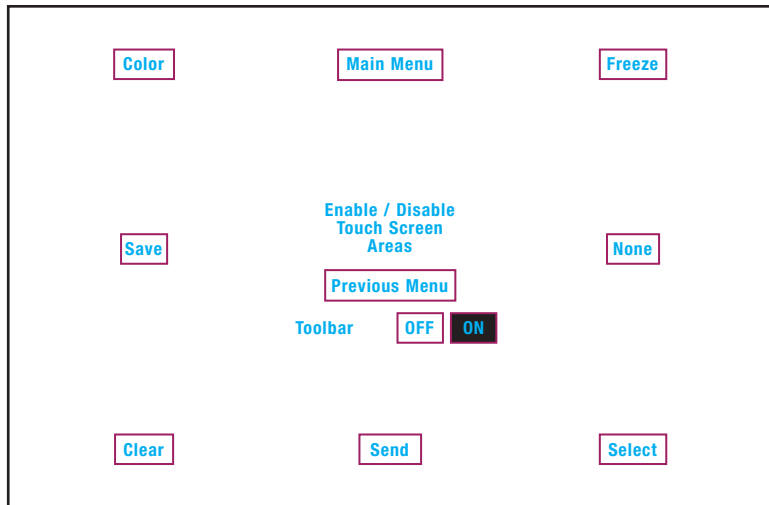 Color
Main Menu
Freeze
Enable / Disable
Touch Screen
Areas
Save
None
Previous Menu
Toolbar OFF ON
Clear
Send
Select